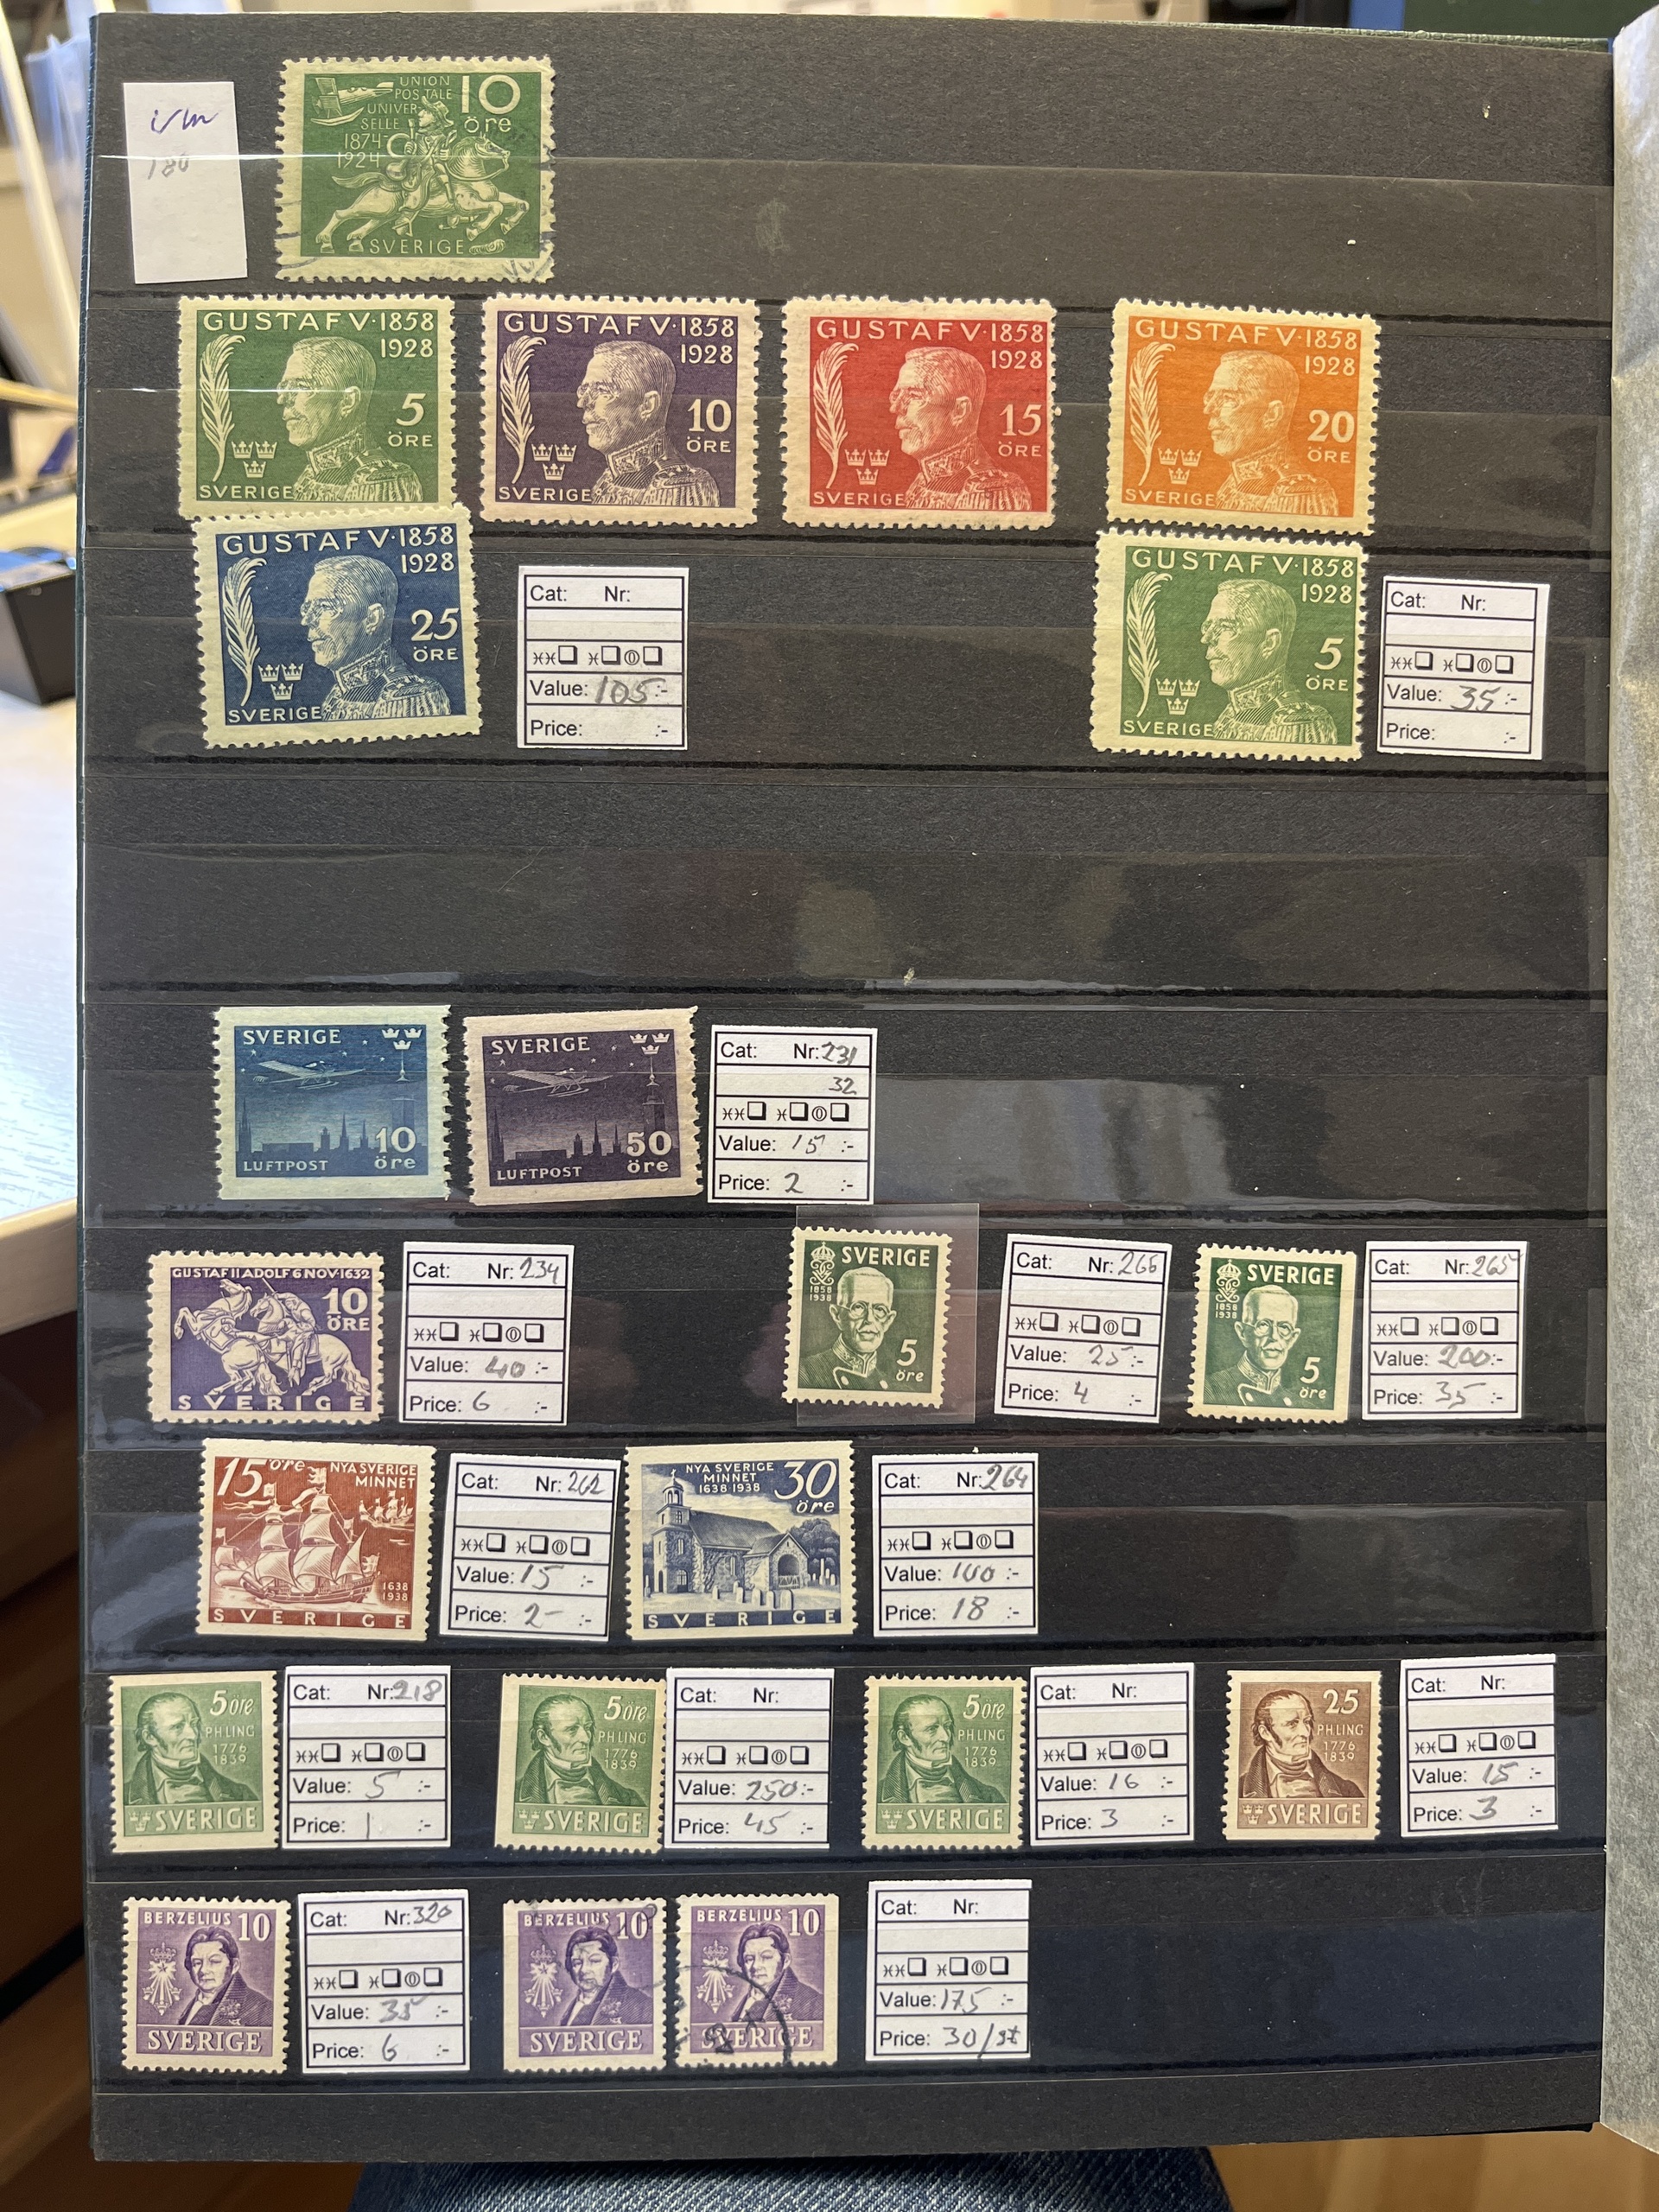 i/m
180
UNION
POSTALE
UNIVER
SELLE
1874-
1924
10
öre
SVERIGE
GUSTAF V·1858
1928
5
ÖRE
SVERIGE
GUSTAF V·1858
1928
10
ÖRE
SVERIGE
GUSTAF V·1858
1928
15
ÖRE
SVERIGE
GUSTAF V·1858
1928
20
ÖRE
SVERIGE
GUSTAF V·1858
1928
25
ÖRE
SVERIGE
Cat: Nr:
Value: 105 :-
Price: :-
GUSTAF V·1858
1928
5
ÖRE
SVERIGE
Cat: Nr:
Value: 35 :-
Price: :-
SVERIGE
10
LUFTPOST öre
SVERIGE
50
LUFTPOST öre
Cat: Nr: 231
32
Value: 15 :-
Price: 2 :-
GUSTAF II ADOLF 6 NOV·1632
10
ÖRE
SVERIGE
Cat: Nr: 234
Value: 40 :-
Price: 6 :-
SVERIGE
1858
1938
5
öre
Cat: Nr: 266
Value: 25 :-
Price: 4 :-
SVERIGE
1858
1938
5
öre
Cat: Nr: 265
Value: 200 :-
Price: 35 :-
15 öre NYA SVERIGE
MINNET
1638
1938
SVERIGE
Cat: Nr: 262
Value: 15 :-
Price: 2- :-
NYA SVERIGE
MINNET
1638·1938
30
öre
SVERIGE
Cat: Nr: 264
Value: 100 :-
Price: 18 :-
5 öre
PH LING
1776
1839
SVERIGE
Cat: Nr: 218
Value: 5 :-
Price: 1 :-
5 öre
PH LING
1776
1839
SVERIGE
Cat: Nr:
Value: 250 :-
Price: 45 :-
5 öre
PH LING
1776
1839
SVERIGE
Cat: Nr:
Value: 16 :-
Price: 3 :-
25
PH LING
1776
1839
SVERIGE
Cat: Nr:
Value: 15 :-
Price: 3 :-
BERZELIUS 10
SVERIGE
Cat: Nr: 320
Value: 35 :-
Price: 6 :-
BERZELIUS 10
SVERIGE
BERZELIUS 10
SVERIGE
Cat: Nr:
Value: 175 :-
Price: 30/st